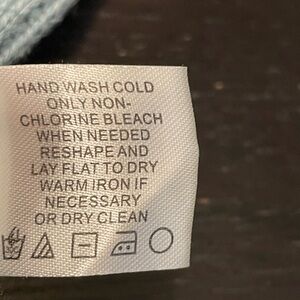 HAND WASH COLD
ONLY NON-
CHLORINE BLEACH
WHEN NEEDED
RESHAPE AND
LAY FLAT TO DRY
WARM IRON IF
NECESSARY
OR DRY CLEAN